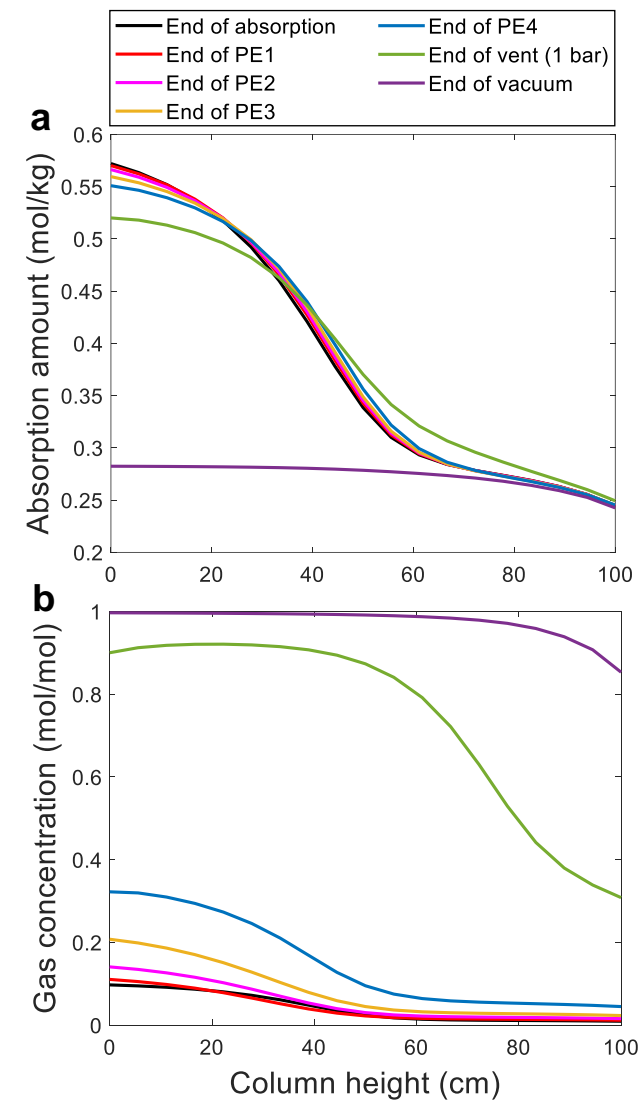 End of absorption
End of PE1
End of PE2
End of PE3
End of PE4
End of vent (1 bar)
End of vacuum
a
Absorption amount (mol/kg)
0.6
0.55
0.5
0.45
0.4
0.35
0.3
0.25
0.2
0 20 40 60 80 100
b
Gas concentration (mol/mol)
1
0.8
0.6
0.4
0.2
0
0 20 40 60 80 100
Column height (cm)